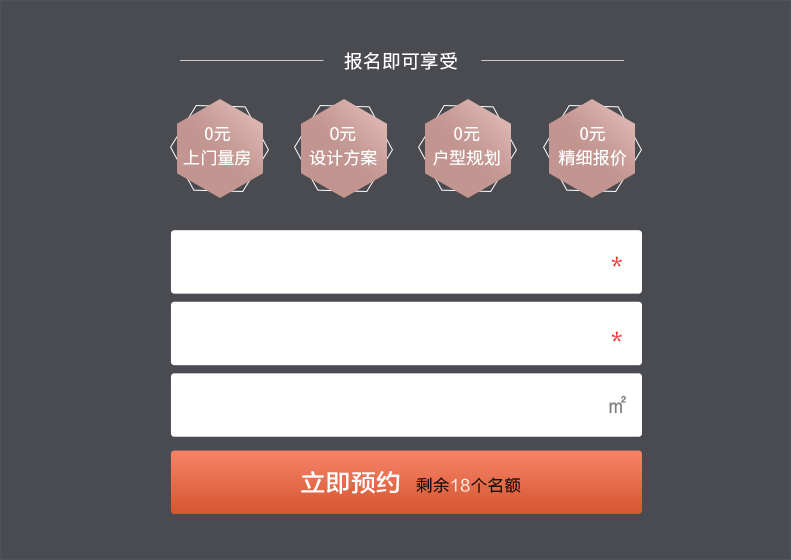 报名即可享受
0元
上门量房
0元
设计方案
0元
户型规划
0元
精细报价
*
*
㎡
立即预约 剩余18个名额